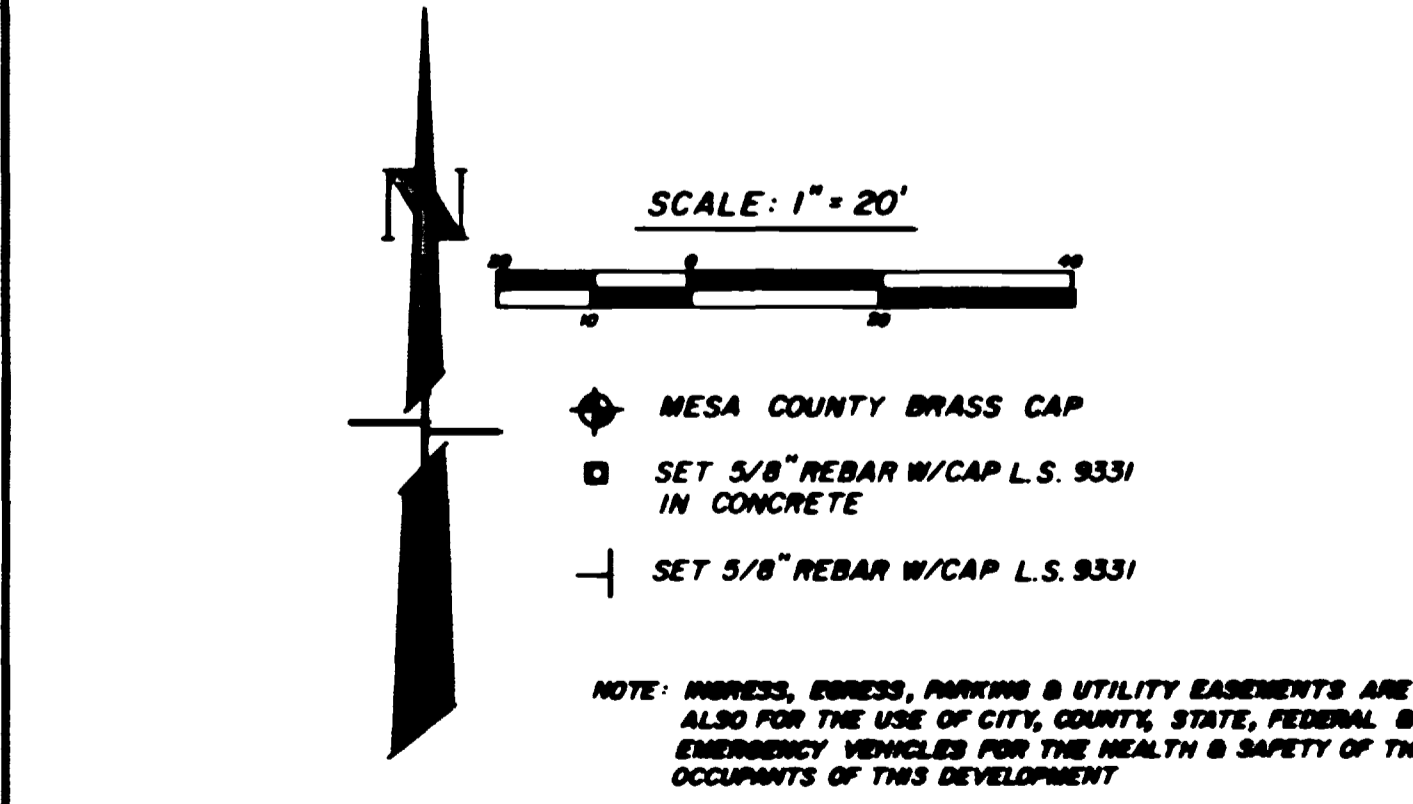 N
SCALE: 1" = 20'
20 0 40
10 20
MESA COUNTY BRASS CAP
SET 5/8" REBAR W/CAP L.S. 9331
IN CONCRETE
SET 5/8" REBAR W/CAP L.S. 9331
NOTE: INGRESS, EGRESS, PARKING & UTILITY EASEMENTS ARE
ALSO FOR THE USE OF CITY, COUNTY, STATE, FEDERAL &
EMERGENCY VEHICLES FOR THE HEALTH & SAFETY OF TH
OCCUPANTS OF THIS DEVELOPMENT